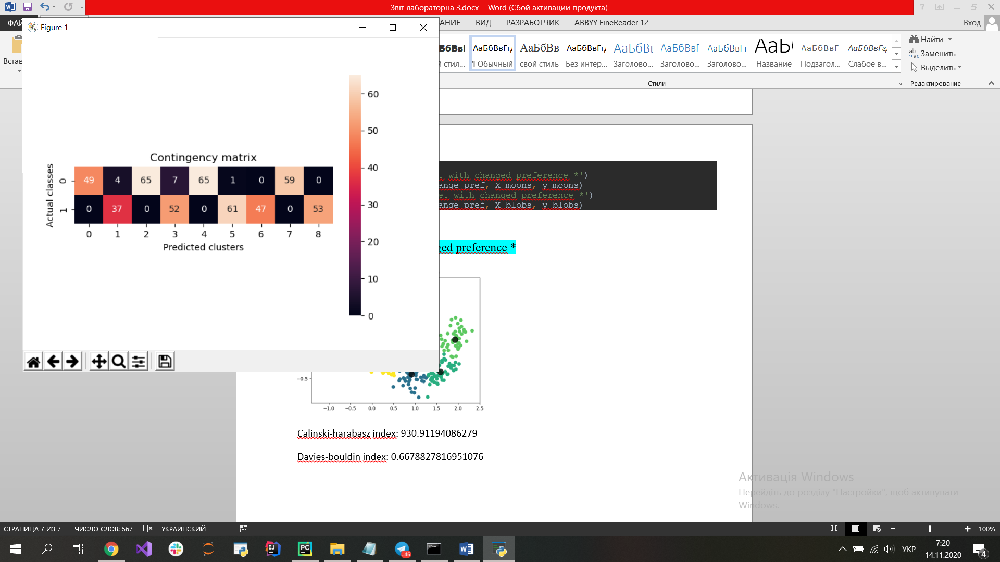 Звіт лабораторна 3.docx - Word (Сбой активации продукта)
ФАЙ
АНИЕ ВИД РАЗРАБОТЧИК ABBYY FineReader 12
Вход
Figure 1
Встав
АаБбВвГг, АаБбВв АаБбВвГг, АаБбВвГ АаБбВвГ АаБбВвГг
¶ Обычный свой стиль Без интер... Заголово... Заголово... Заголово... Название Подзагол... Слабое в...
Стили
Найти
Заменить
Выделить
Редактирование
Contingency matrix
Actual classes
0 49 4 65 7 65 1 0 59 0
1 0 37 0 52 0 61 47 0 53
0 1 2 3 4 5 6 7 8
Predicted clusters
60
50
40
30
20
10
0
t with changed preference *')
ange_pref, X_moons, y_moons)
et with changed preference *')
ange_pref, X_blobs, y_blobs)
ged preference *
−0.5
−1.0 −0.5 0.0 0.5 1.0 1.5 2.0 2.5
Calinski-harabasz index: 930.91194086279
Davies-bouldin index: 0.6678827816951076
Активація Windows
Перейдіть до розділу "Настройки", щоб активувати
Windows.
СТРАНИЦА 7 ИЗ 7 ЧИСЛО СЛОВ: 567 УКРАИНСКИЙ
100%
..46
УКР
7:20
14.11.2020
4